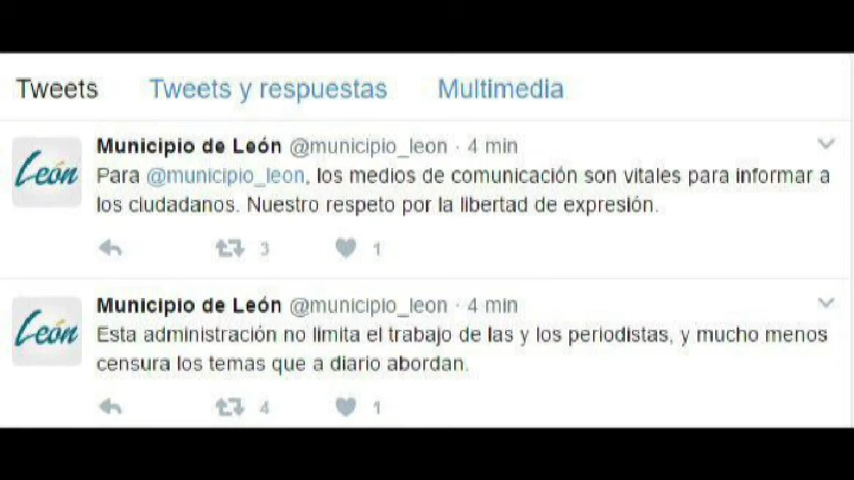 Tweets Tweets y respuestas Multimedia
León
Municipio de León @municipio_leon · 4 min
Para @municipio_leon, los medios de comunicación son vitales para informar a
los ciudadanos. Nuestro respeto por la libertad de expresión.
3 1
León
Municipio de León @municipio_leon · 4 min
Esta administración no limita el trabajo de las y los periodistas, y mucho menos
censura los temas que a diario abordan.
4 1